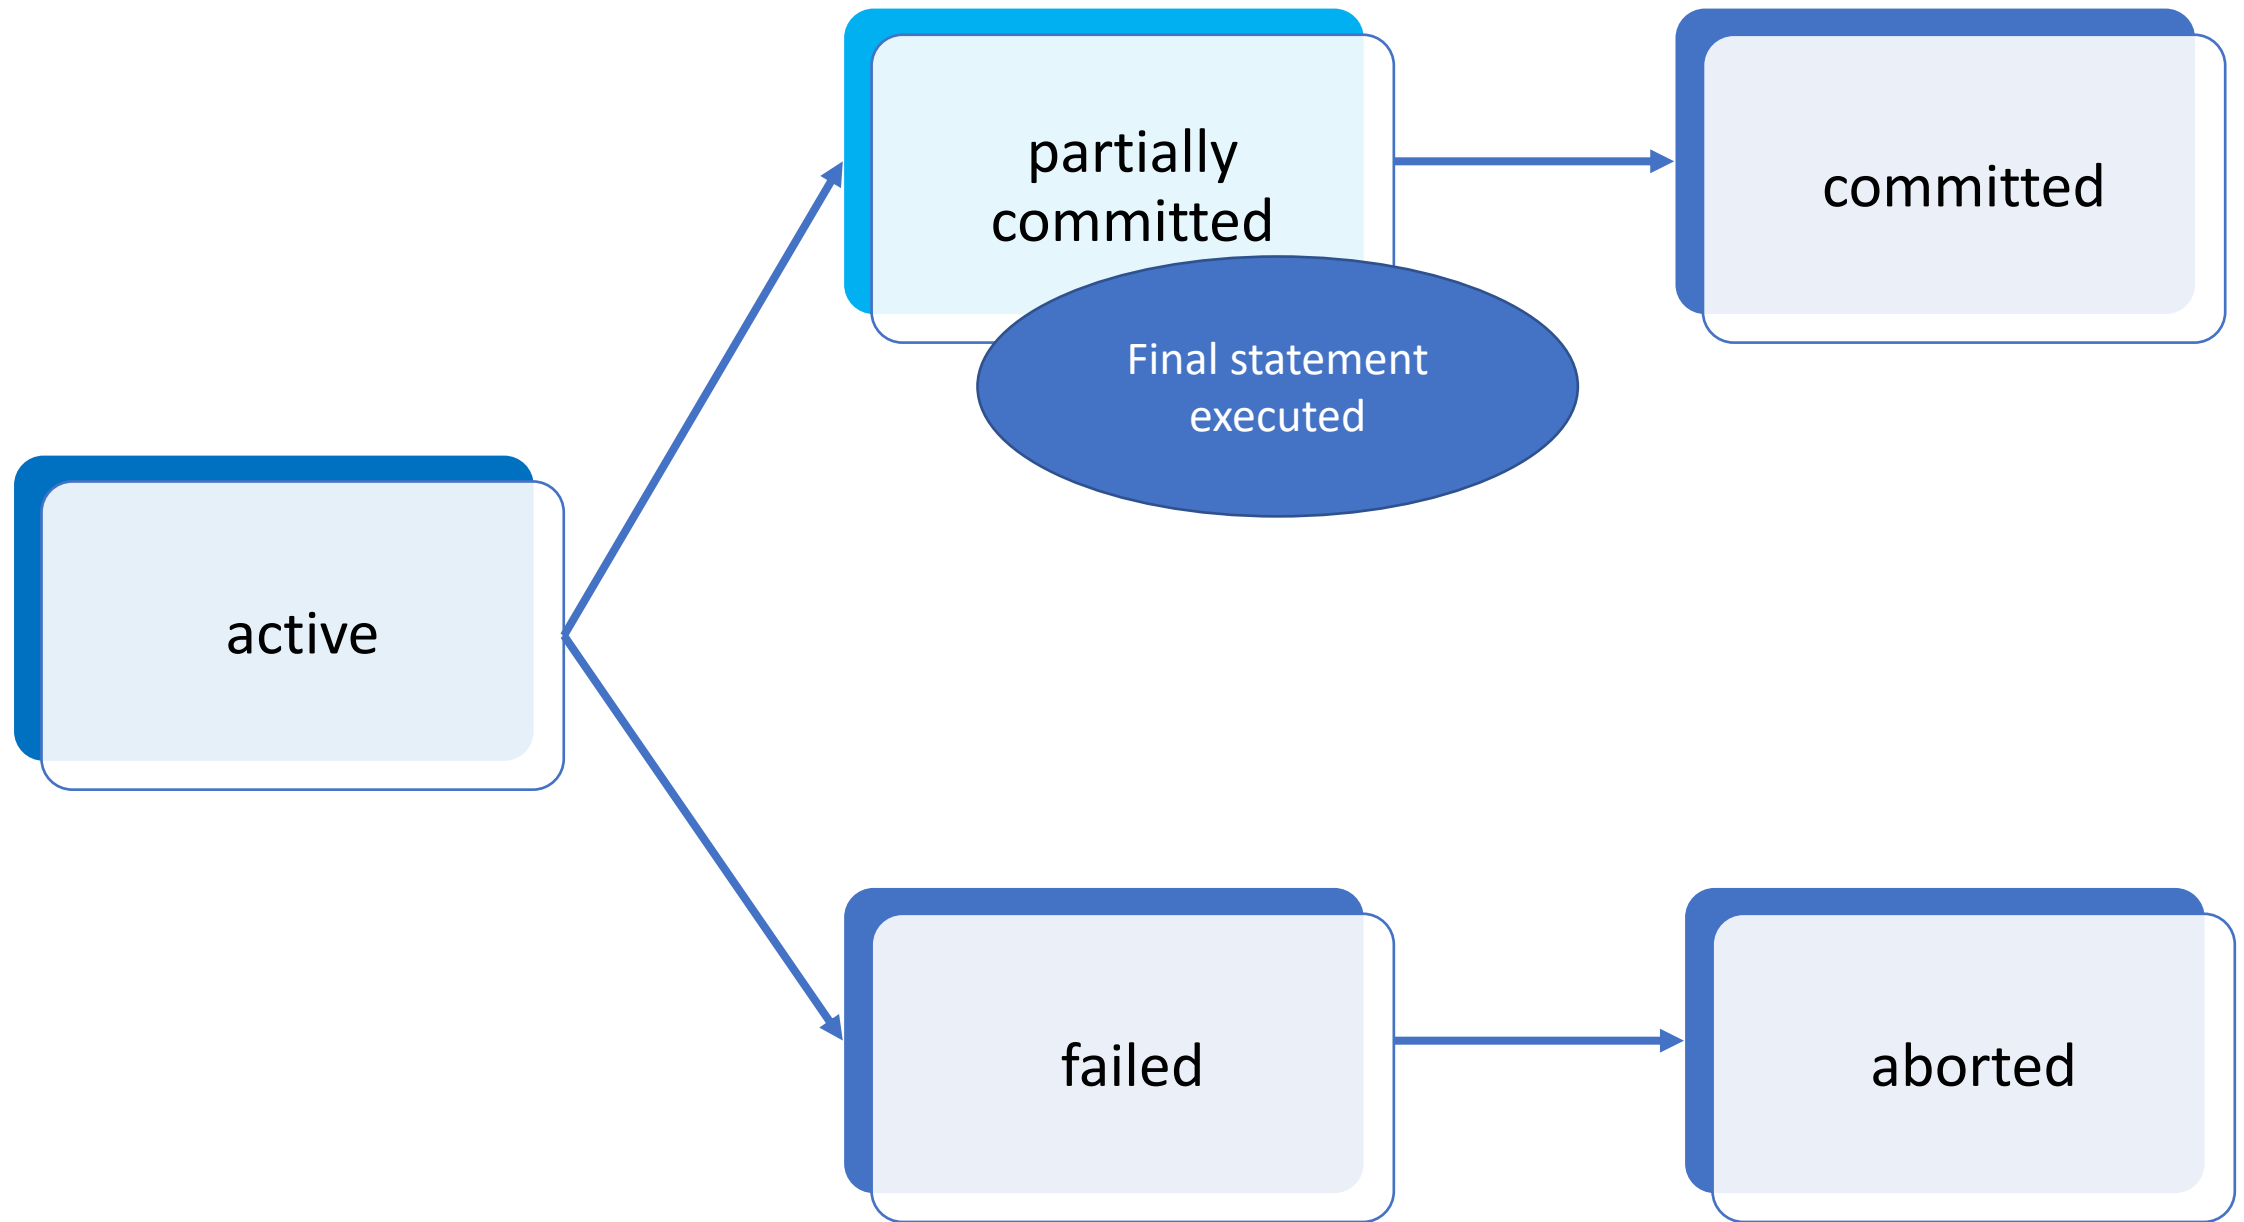 partially
committed
committed
Final statement
executed
active
failed
aborted